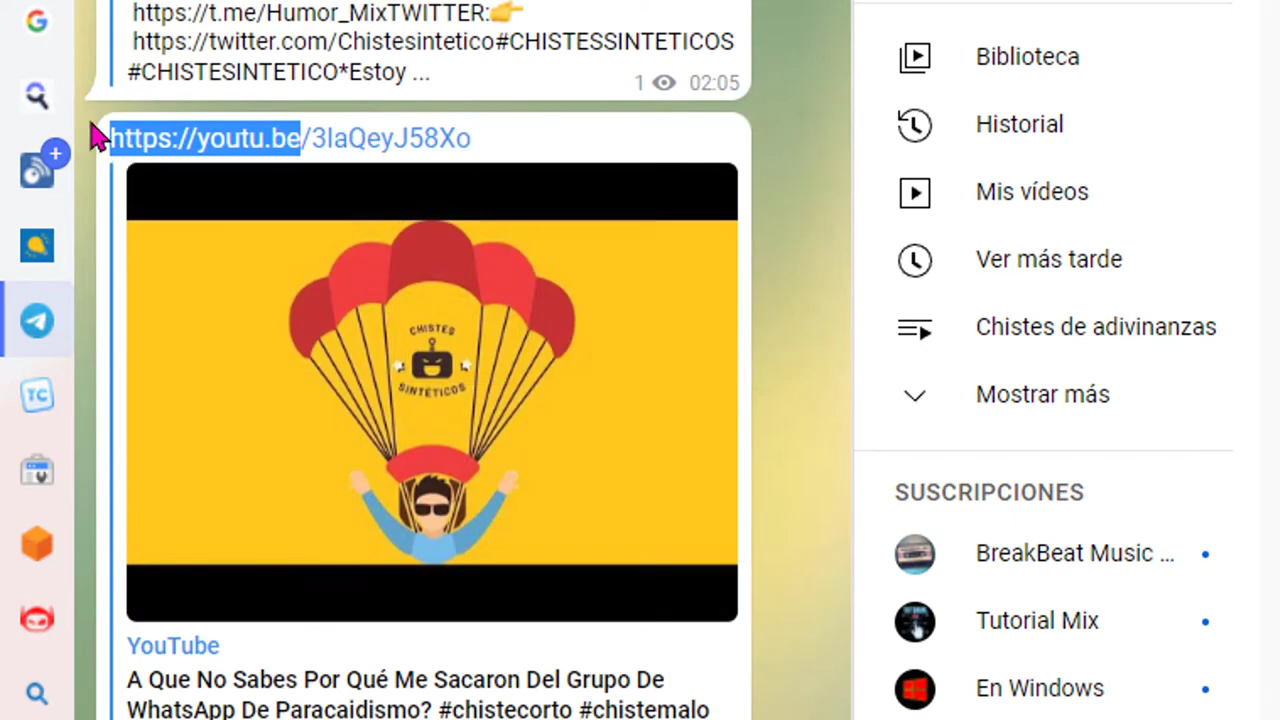 https://t.me/Humor_MixTWITTER:👉
https://twitter.com/Chistesintetico#CHISTESSINTETICOS
#CHISTESINTETICO*Estoy ...
1 02:05
https://youtu.be/3IaQeyJ58Xo
CHISTES
SINTÉTICOS
YouTube
A Que No Sabes Por Qué Me Sacaron Del Grupo De
WhatsApp De Paracaidismo? #chistecorto #chistemalo
TC
Biblioteca
Historial
Mis vídeos
Ver más tarde
Chistes de adivinanzas
Mostrar más
SUSCRIPCIONES
BreakBeat Music ...
Tutorial Mix
En Windows